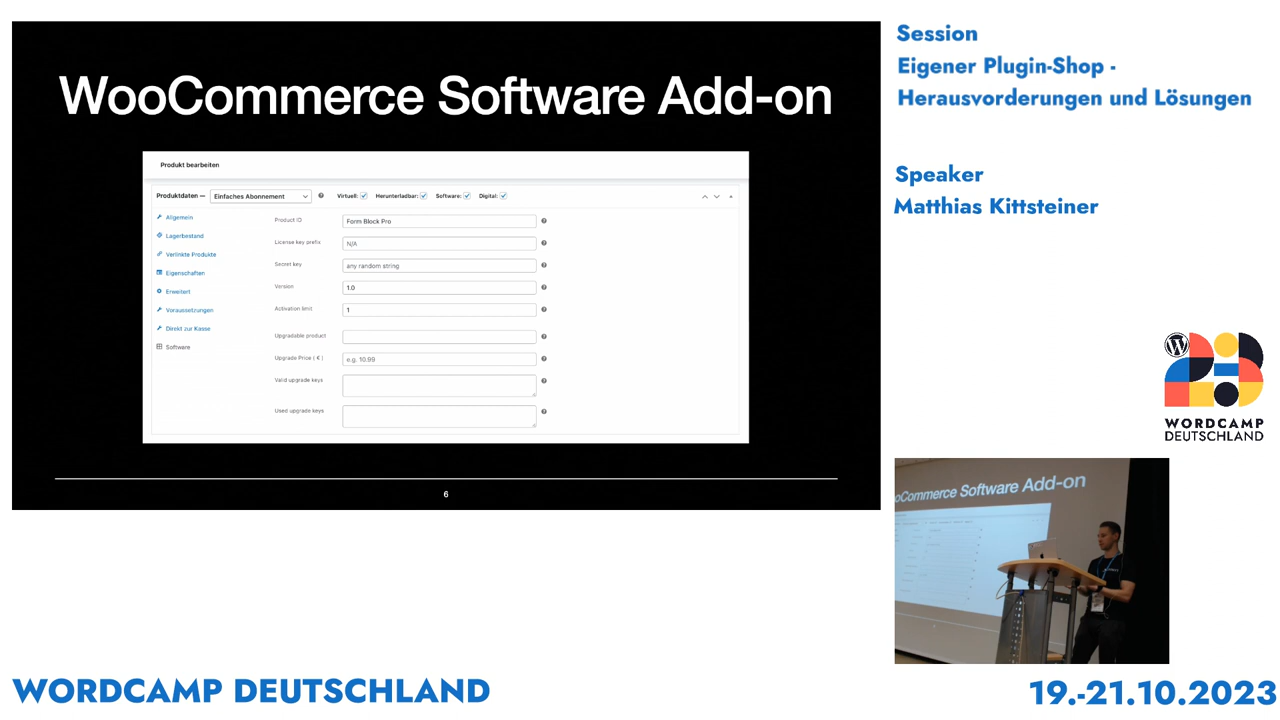 WooCommerce Software Add-on
Produkt bearbeiten
Produktdaten — Einfaches Abonnement Virtuell: Herunterladbar: Software: Digital:
Allgemein
Lagerbestand
Verlinkte Produkte
Eigenschaften
Erweitert
Voraussetzungen
Direkt zur Kasse
Software
Product ID Form Block Pro
License key prefix N/A
Secret key any random string
Version 1.0
Activation limit 1
Upgradable product
Upgrade Price ( € ) e.g. 10.99
Valid upgrade keys
Used upgrade keys
6
Session
Eigener Plugin-Shop -
Herausvorderungen und Lösungen
Speaker
Matthias Kittsteiner
WORDCAMP
DEUTSCHLAND
oCommerce Software Add-on
WORDCAMP DEUTSCHLAND
19.-21.10.2023